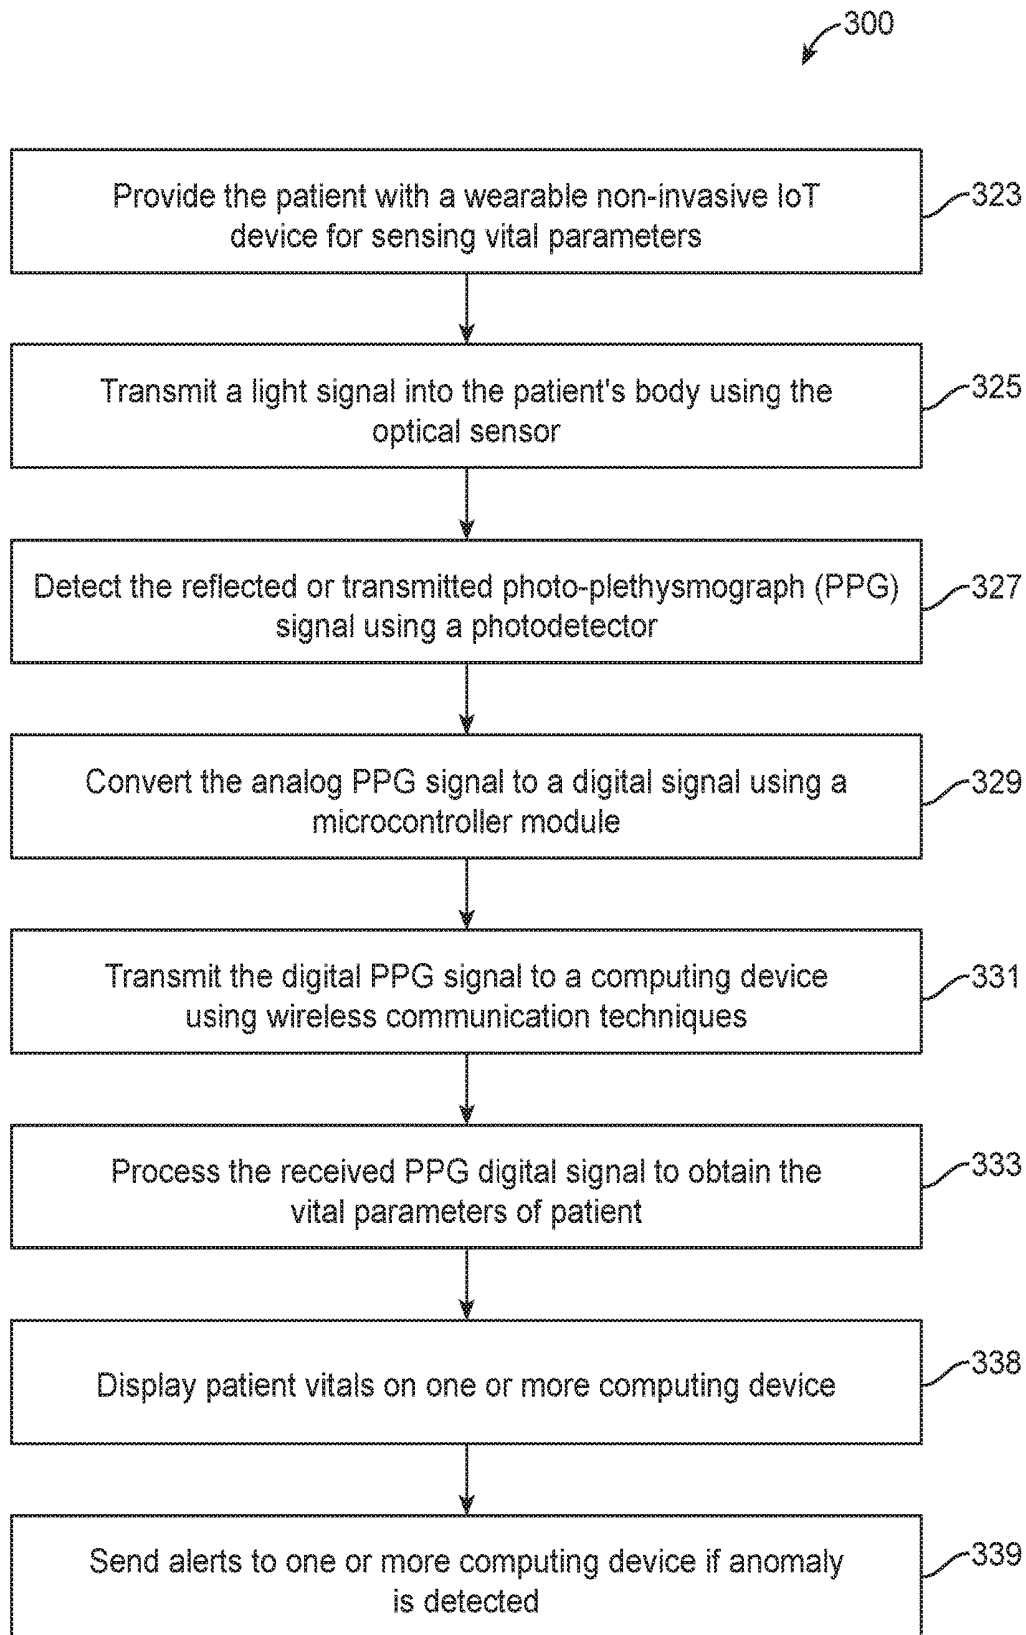 300
Provide the patient with a wearable non-invasive IoT
device for sensing vital parameters
323
Transmit a light signal into the patient's body using the
optical sensor
325
Detect the reflected or transmitted photo-plethysmograph (PPG)
signal using a photodetector
327
Convert the analog PPG signal to a digital signal using a
microcontroller module
329
Transmit the digital PPG signal to a computing device
using wireless communication techniques
331
Process the received PPG digital signal to obtain the
vital parameters of patient
333
Display patient vitals on one or more computing device
338
Send alerts to one or more computing device if anomaly
is detected
339